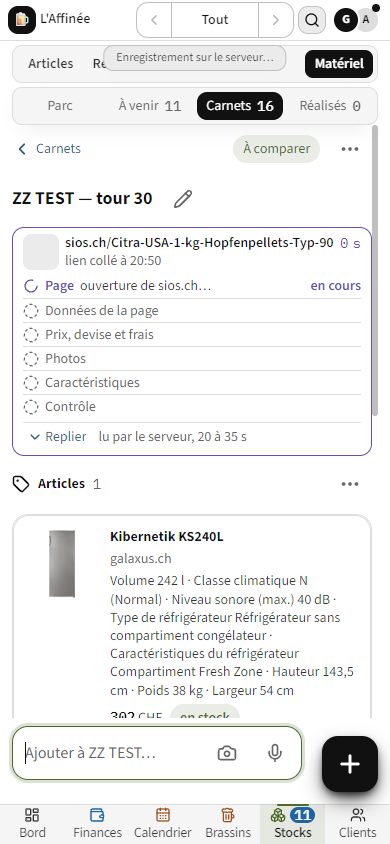 L'Affinée
Tout
G
A
Articles
Enregistrement sur le serveur…
Matériel
Parc
À venir 11
Carnets 16
Réalisés 0
Carnets
À comparer
ZZ TEST — tour 30
sios.ch/Citra-USA-1-kg-Hopfenpellets-Typ-90 0 s
lien collé à 20:50
Page ouverture de sios.ch… en cours
Données de la page
Prix, devise et frais
Photos
Caractéristiques
Contrôle
Replier lu par le serveur, 20 à 35 s
Articles 1
Kibernetik KS240L
galaxus.ch
Volume 242 l · Classe climatique N
(Normal) · Niveau sonore (max.) 40 dB ·
Type de réfrigérateur Réfrigérateur sans
compartiment congélateur ·
Caractéristiques du réfrigérateur
Compartiment Fresh Zone · Hauteur 143,5
cm · Poids 38 kg · Largeur 54 cm
302 CHF en stock
Ajouter à ZZ TEST…
Bord
Finances
Calendrier
Brassins
11
Stocks
Clients